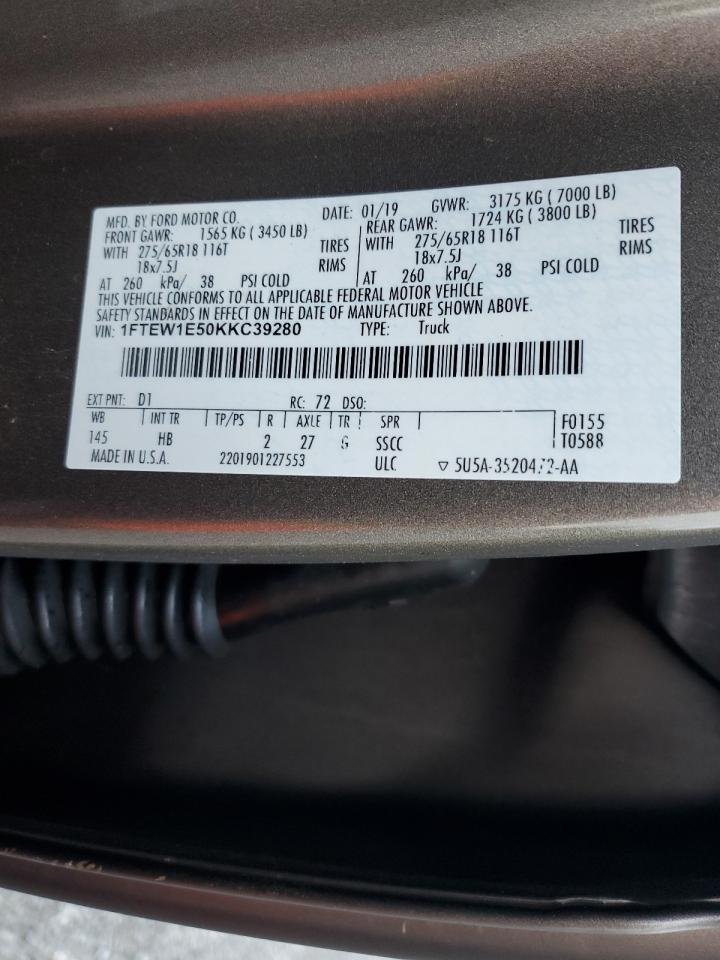 MFD. BY FORD MOTOR CO. DATE: 01/19 GVWR: 3175 KG ( 7000 LB)
FRONT GAWR: 1565 KG ( 3450 LB) REAR GAWR: 1724 KG ( 3800 LB)
WITH 275/65R18 116T TIRES WITH 275/65R18 116T TIRES
18x7.5J RIMS 18x7.5J RIMS
AT 260 kPa/ 38 PSI COLD AT 260 kPa/ 38 PSI COLD
THIS VEHICLE CONFORMS TO ALL APPLICABLE FEDERAL MOTOR VEHICLE
SAFETY STANDARDS IN EFFECT ON THE DATE OF MANUFACTURE SHOWN ABOVE.
VIN: 1FTEW1E50KKC39280 TYPE: Truck
EXT PNT: D1 RC: 72 DSO:
WB INT TR TP/PS R AXLE TR SPR F0155
145 HB 2 27 G SSCC T0588
MADE IN U.S.A. 2201901227553 ULC ▽ 5U5A-3520472-AA